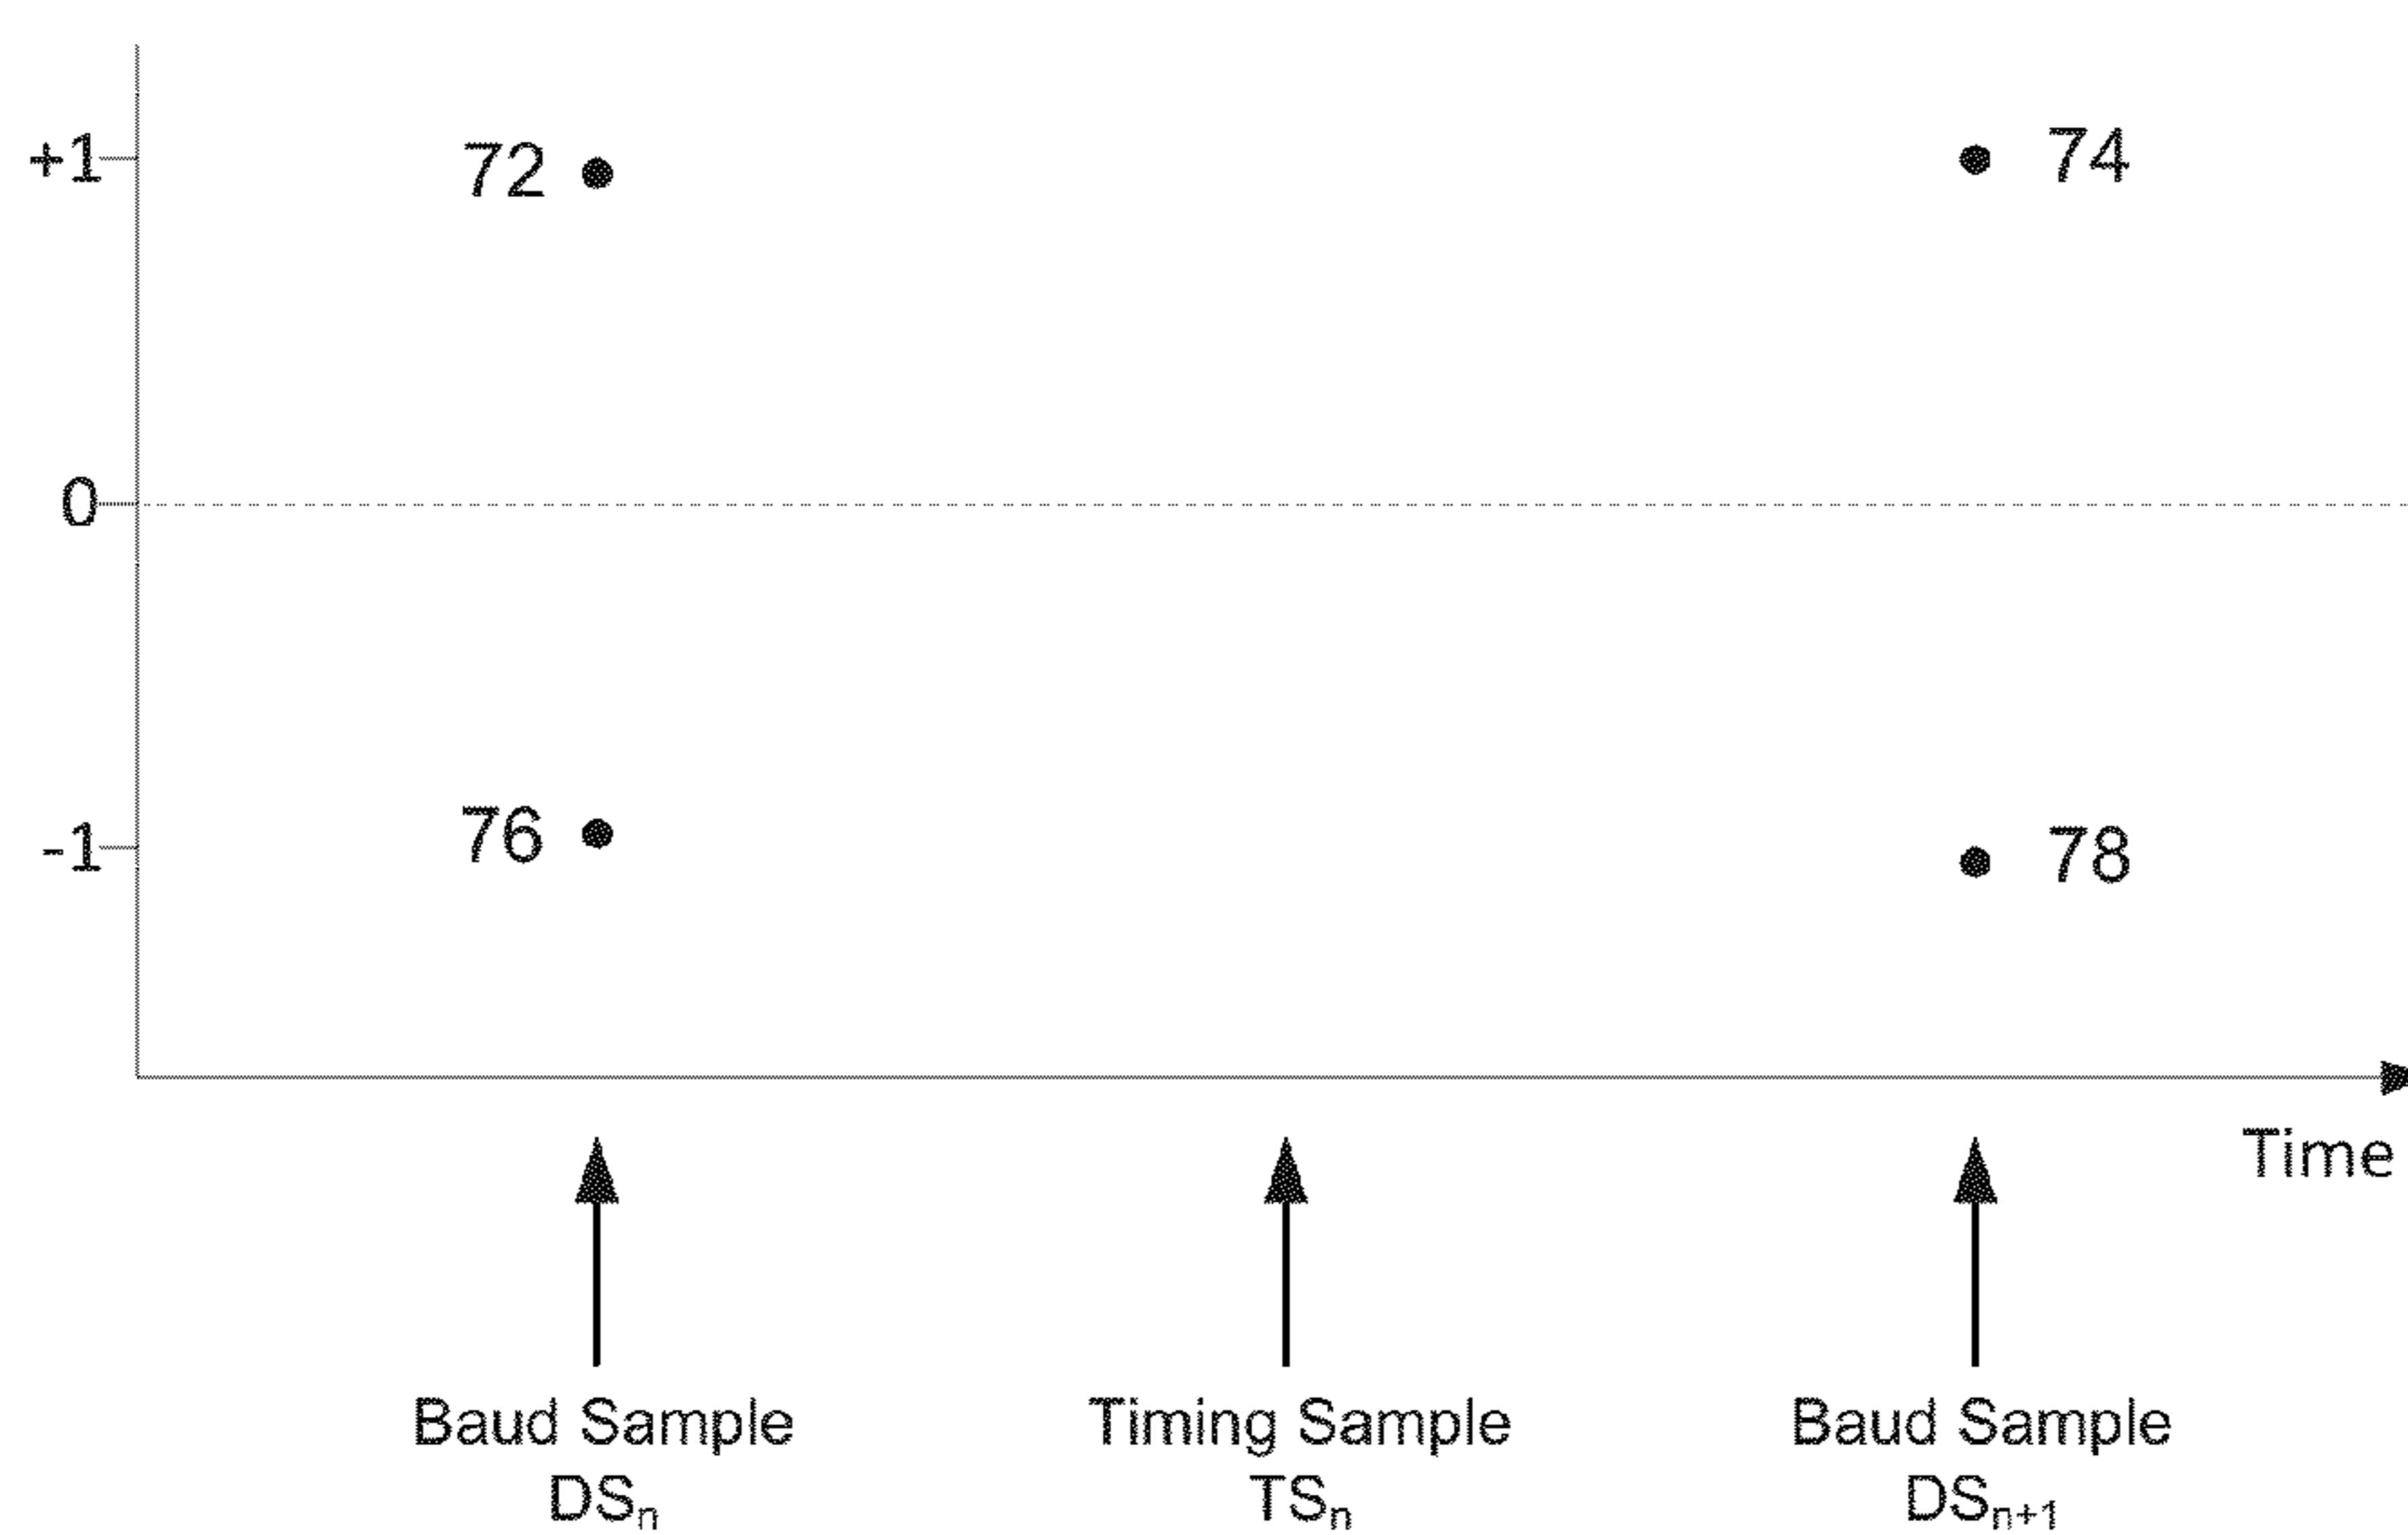 +1
72
74
0
76
-1
78
Time
Baud Sample
DSn
Timing Sample
TSn
Baud Sample
DSn+1